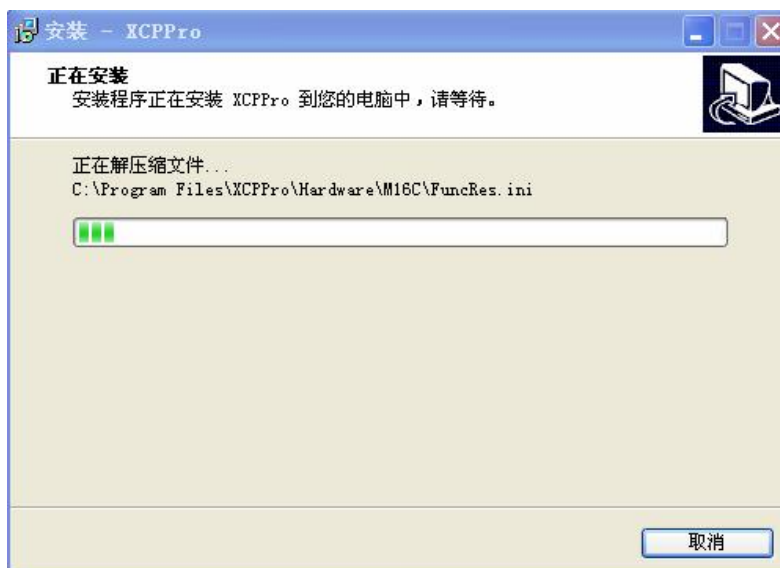 安装 - XCPPro
正在安装
安装程序正在安装 XCPPro 到您的电脑中，请等待。
正在解压缩文件...
C:\Program Files\XCPPro\Hardware\M16C\FuncRes.ini
取消